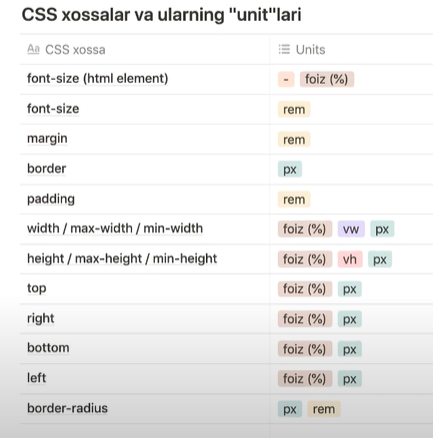 CSS xossalar va ularning "unit"lari
Aa CSS xossa Units
font-size (html element) - foiz (%)
font-size rem
margin rem
border px
padding rem
width / max-width / min-width foiz (%) vw px
height / max-height / min-height foiz (%) vh px
top foiz (%) px
right foiz (%) px
bottom foiz (%) px
left foiz (%) px
border-radius px rem